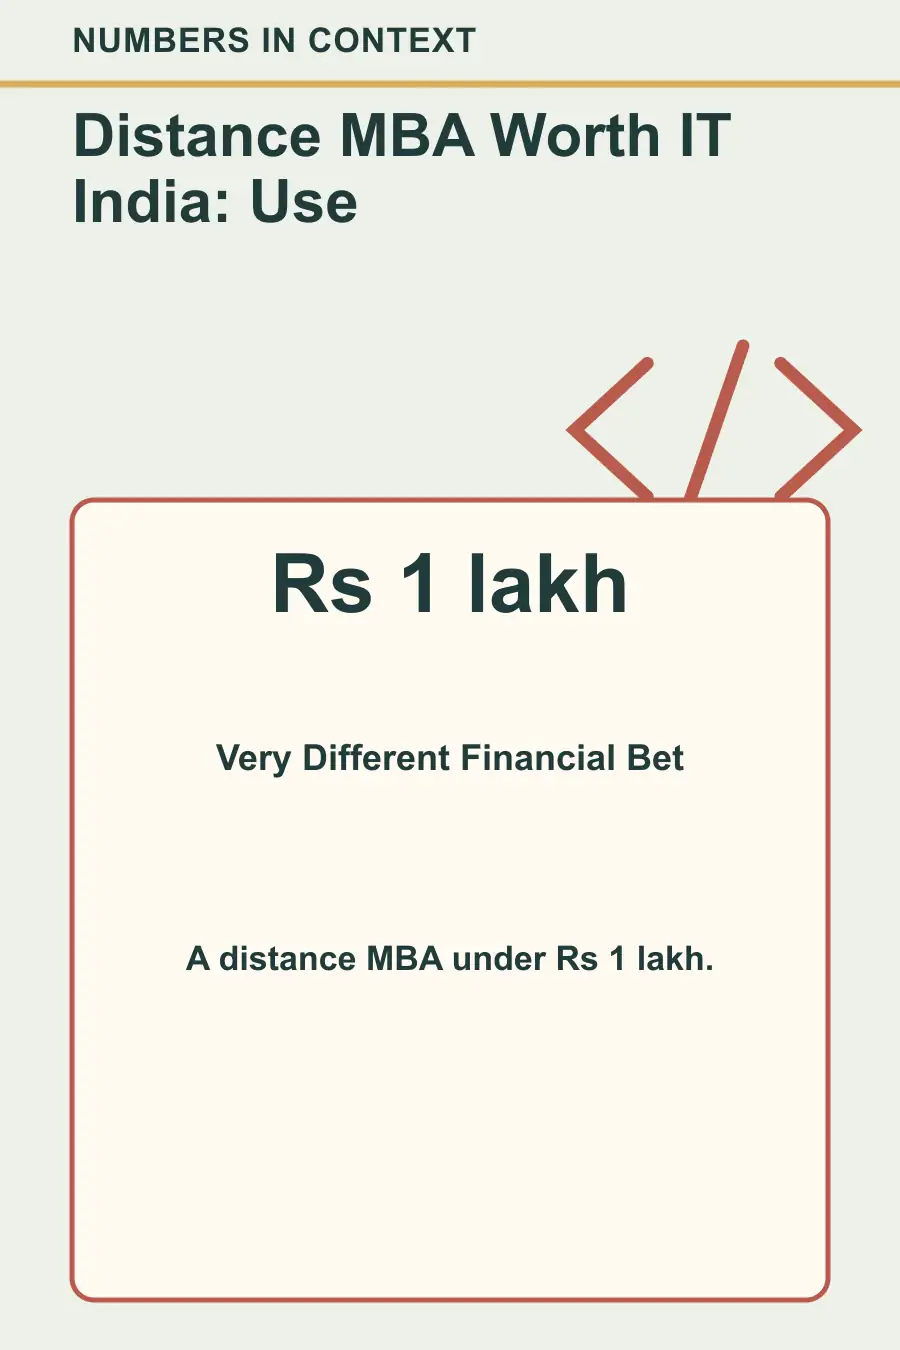 NUMBERS IN CONTEXT
Distance MBA Worth IT
India: Use
Rs 1 lakh
Very Different Financial Bet
A distance MBA under Rs 1 lakh.